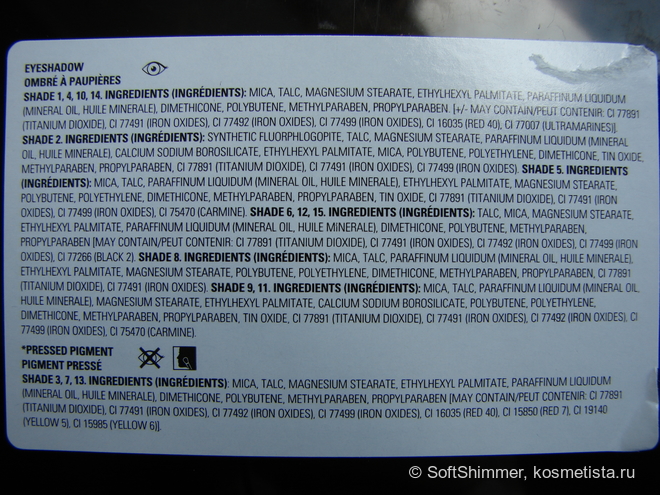 EYESHADOW
OMBRÉ À PAUPIÈRES
SHADE 1, 4, 10, 14. INGREDIENTS (INGRÉDIENTS): MICA, TALC, MAGNESIUM STEARATE, ETHYLHEXYL PALMITATE, PARAFFINUM LIQUIDUM
(MINERAL OIL, HUILE MINERALE), DIMETHICONE, POLYBUTENE, METHYLPARABEN, PROPYLPARABEN. [+/- MAY CONTAIN/PEUT CONTENIR: CI 77891
(TITANIUM DIOXIDE), CI 77491 (IRON OXIDES), CI 77492 (IRON OXIDES), CI 77499 (IRON OXIDES), CI 16035 (RED 40), CI 77007 (ULTRAMARINES)].
SHADE 2. INGREDIENTS (INGRÉDIENTS): SYNTHETIC FLUORPHLOGOPITE, TALC, MAGNESIUM STEARATE, PARAFFINUM LIQUIDUM (MINERAL
OIL, HUILE MINERALE), CALCIUM SODIUM BOROSILICATE, ETHYLHEXYL PALMITATE, MICA, POLYBUTENE, POLYETHYLENE, DIMETHICONE, TIN OXIDE,
METHYLPARABEN, PROPYLPARABEN, CI 77891 (TITANIUM DIOXIDE), CI 77491 (IRON OXIDES), CI 77499 (IRON OXIDES). SHADE 5. INGREDIENTS
(INGRÉDIENTS): MICA, TALC, PARAFFINUM LIQUIDUM (MINERAL OIL, HUILE MINERALE), ETHYLHEXYL PALMITATE, MAGNESIUM STEARATE,
POLYBUTENE, POLYETHYLENE, DIMETHICONE, METHYLPARABEN, PROPYLPARABEN, TIN OXIDE, CI 77891 (TITANIUM DIOXIDE), CI 77491 (IRON
OXIDES), CI 77499 (IRON OXIDES), CI 75470 (CARMINE). SHADE 6, 12, 15. INGREDIENTS (INGRÉDIENTS): TALC, MICA, MAGNESIUM STEARATE,
ETHYLHEXYL PALMITATE, PARAFFINUM LIQUIDUM (MINERAL OIL, HUILE MINERALE), DIMETHICONE, POLYBUTENE, METHYLPARABEN,
PROPYLPARABEN [MAY CONTAIN/PEUT CONTENIR: CI 77891 (TITANIUM DIOXIDE), CI 77491 (IRON OXIDES), CI 77492 (IRON OXIDES), CI 77499 (IRON
OXIDES), CI 77266 (BLACK 2). SHADE 8. INGREDIENTS (INGRÉDIENTS): MICA, TALC, PARAFFINUM LIQUIDUM (MINERAL OIL, HUILE MINERALE),
ETHYLHEXYL PALMITATE, MAGNESIUM STEARATE, POLYBUTENE, POLYETHYLENE, DIMETHICONE, METHYLPARABEN, PROPYLPARABEN, CI 77891
(TITANIUM DIOXIDE), CI 77491 (IRON OXIDES). SHADE 9, 11. INGREDIENTS (INGRÉDIENTS): MICA, TALC, PARAFFINUM LIQUIDUM (MINERAL OIL,
HUILE MINERALE), MAGNESIUM STEARATE, ETHYLHEXYL PALMITATE, CALCIUM SODIUM BOROSILICATE, POLYBUTENE, POLYETHYLENE,
DIMETHICONE, METHYLPARABEN, PROPYLPARABEN, TIN OXIDE, CI 77891 (TITANIUM DIOXIDE), CI 77491 (IRON OXIDES), CI 77492 (IRON OXIDES), CI
77499 (IRON OXIDES), CI 75470 (CARMINE).
*PRESSED PIGMENT
PIGMENT PRESSÉ
SHADE 3, 7, 13. INGREDIENTS (INGRÉDIENTS): MICA, TALC, MAGNESIUM STEARATE, ETHYLHEXYL PALMITATE, PARAFFINUM LIQUIDUM
(MINERAL OIL, HUILE MINERALE), DIMETHICONE, POLYBUTENE, METHYLPARABEN, PROPYLPARABEN [MAY CONTAIN/PEUT CONTENIR: CI 77891
(TITANIUM DIOXIDE), CI 77491 (IRON OXIDES), CI 77492 (IRON OXIDES), CI 77499 (IRON OXIDES), CI 16035 (RED 40), CI 15850 (RED 7), CI 19140
(YELLOW 5), CI 15985 (YELLOW 6)].
© SoftShimmer, kosmetista.ru